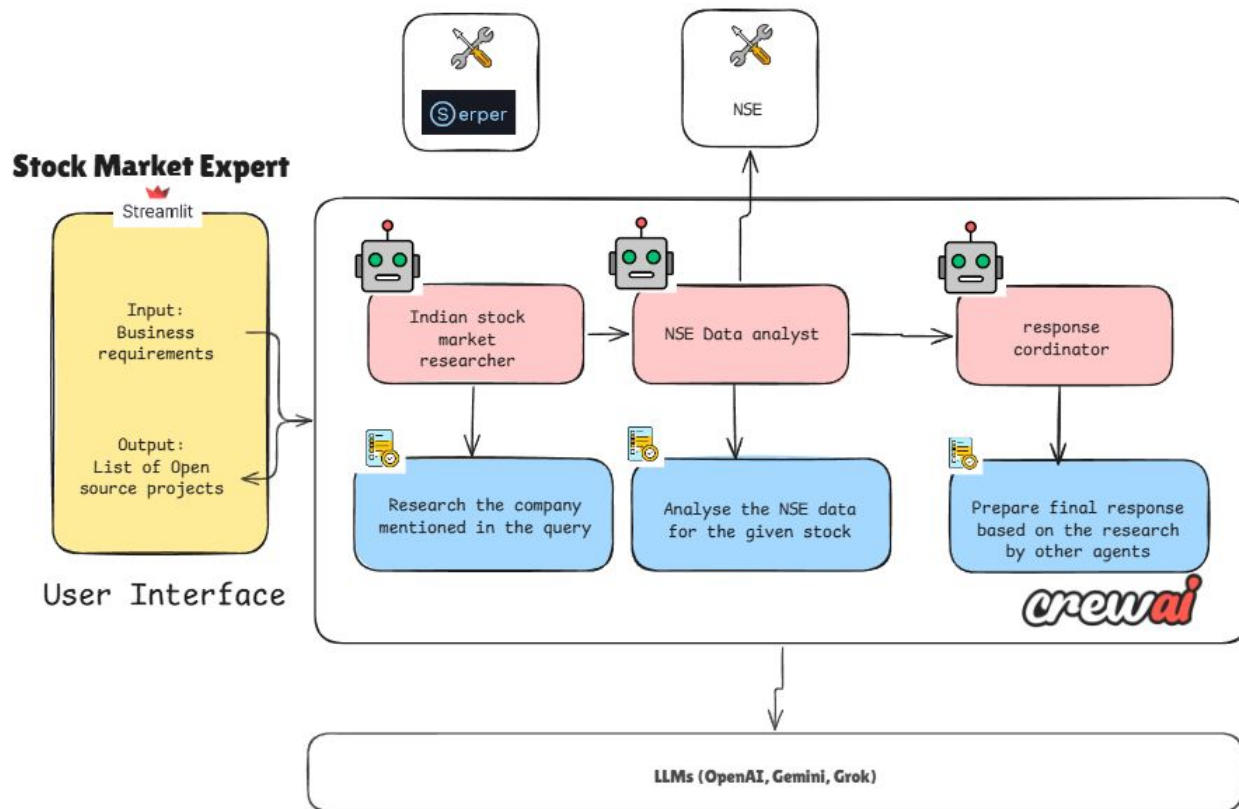 Serper
NSE
Stock Market Expert
Streamlit
Input:
Business
requirements
Output:
List of Open
source projects
User Interface
Indian stock
market
researcher
NSE Data analyst
response
cordinator
Research the company
mentioned in the query
Analyse the NSE data
for the given stock
Prepare final response
based on the research
by other agents
crewai
LLMs (OpenAI, Gemini, Grok)